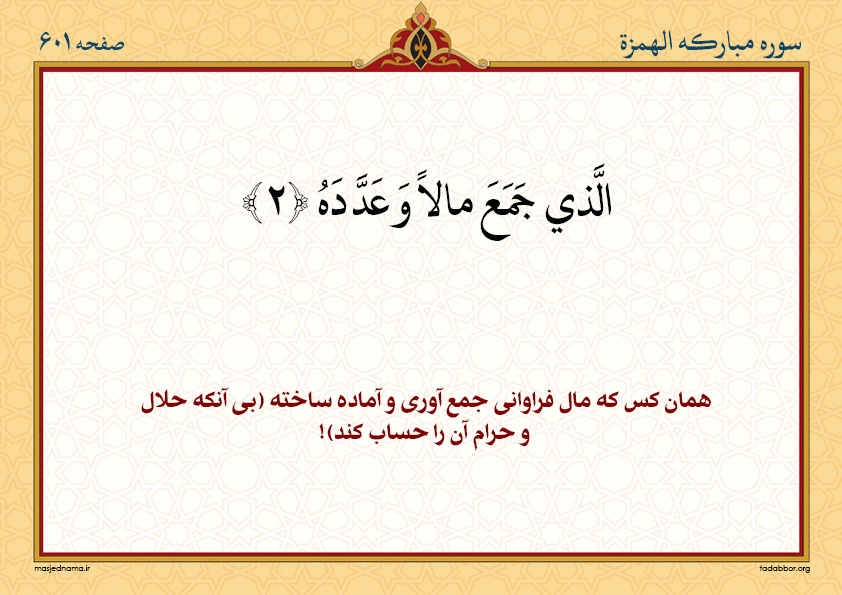 سوره مبارکه الهمزة
صفحه ۶۰۱
الَّذي جَمَعَ مالاً وَ عَدَّدَهُ ﴿۲﴾
همان کس که مال فراوانی جمع آوری و آماده ساخته (بی آنکه حلال
و حرام آن را حساب کند)!
masjednama.ir
tadabbor.org